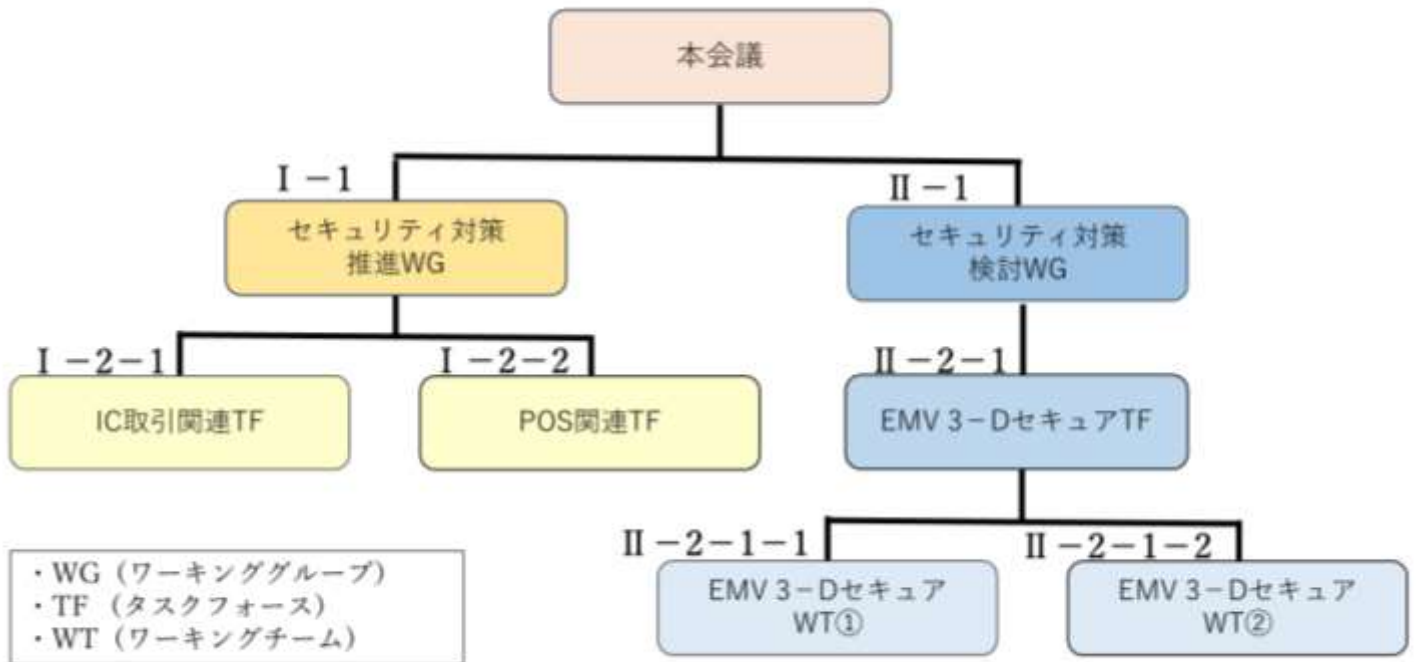 本会議
Ⅰ－1
セキュリティ対策
推進WG
Ⅱ－1
セキュリティ対策
検討WG
Ⅰ－2－1
IC取引関連TF
Ⅰ－2－2
POS関連TF
Ⅱ－2－1
EMV 3－DセキュアTF
Ⅱ－2－1－1
EMV 3－Dセキュア
WT①
Ⅱ－2－1－2
EMV 3－Dセキュア
WT②
・WG（ワーキンググループ）
・TF（タスクフォース）
・WT（ワーキングチーム）